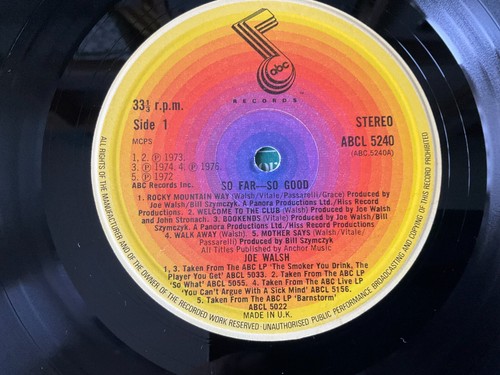 abc
RECORDS
33⅓ r.p.m.
STEREO
Side 1
ABCL 5240
MCPS
(ABC.5240A)
1, 2. ℗ 1973.
3. ℗ 1974. 4. ℗ 1976.
5. ℗ 1972
ABC Records Inc.
SO FAR—SO GOOD
1. ROCKY MOUNTAIN WAY (Walsh/Vitale/Passarelli/Grace) Produced by
Joe Walsh/Bill Szymczyk. A Pandora Productions Ltd./Hiss Record
Productions. 2. WELCOME TO THE CLUB (Walsh) Produced by Joe Walsh
and John Stronach. 3. BOOKENDS (Vitale) Produced by Joe Walsh/Bill
Szymczyk. A Pandora Productions Ltd./Hiss Record Production.
4. WALK AWAY (Walsh) 5. MOTHER SAYS (Walsh/Vitale/
Passarelli) Produced by Bill Szymczyk
All Titles Published by Anchor Music
JOE WALSH
1, 3. Taken From The ABC LP 'The Smoker You Drink, The
Player You Get' ABCL 5033. 2. Taken From The ABC LP
'So What' ABCL 5055. 4. Taken From The ABC Live LP
'You Can't Argue With A Sick Mind' ABCL 5156.
5. Taken From The ABC LP 'Barnstorm'
ABCL 5022
MADE IN U.K.
ALL RIGHTS OF THE MANUFACTURER AND OF THE OWNER OF THE RECORDED WORK RESERVED · UNAUTHORISED PUBLIC PERFORMANCE BROADCASTING AND COPYING OF THIS RECORD PROHIBITED